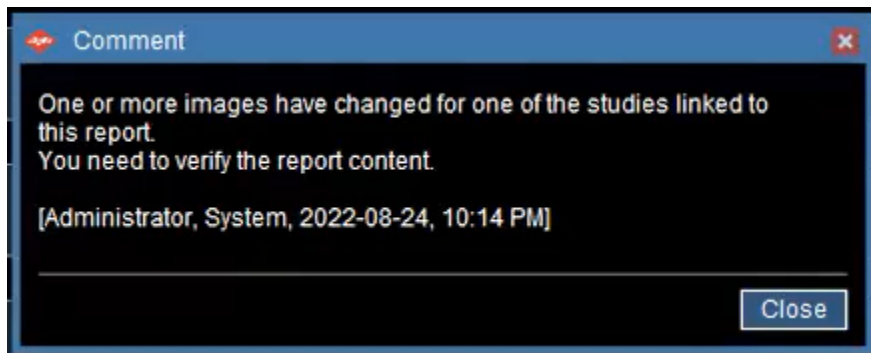 Comment
One or more images have changed for one of the studies linked to
this report.
You need to verify the report content.
[Administrator, System, 2022-08-24, 10:14 PM]
Close